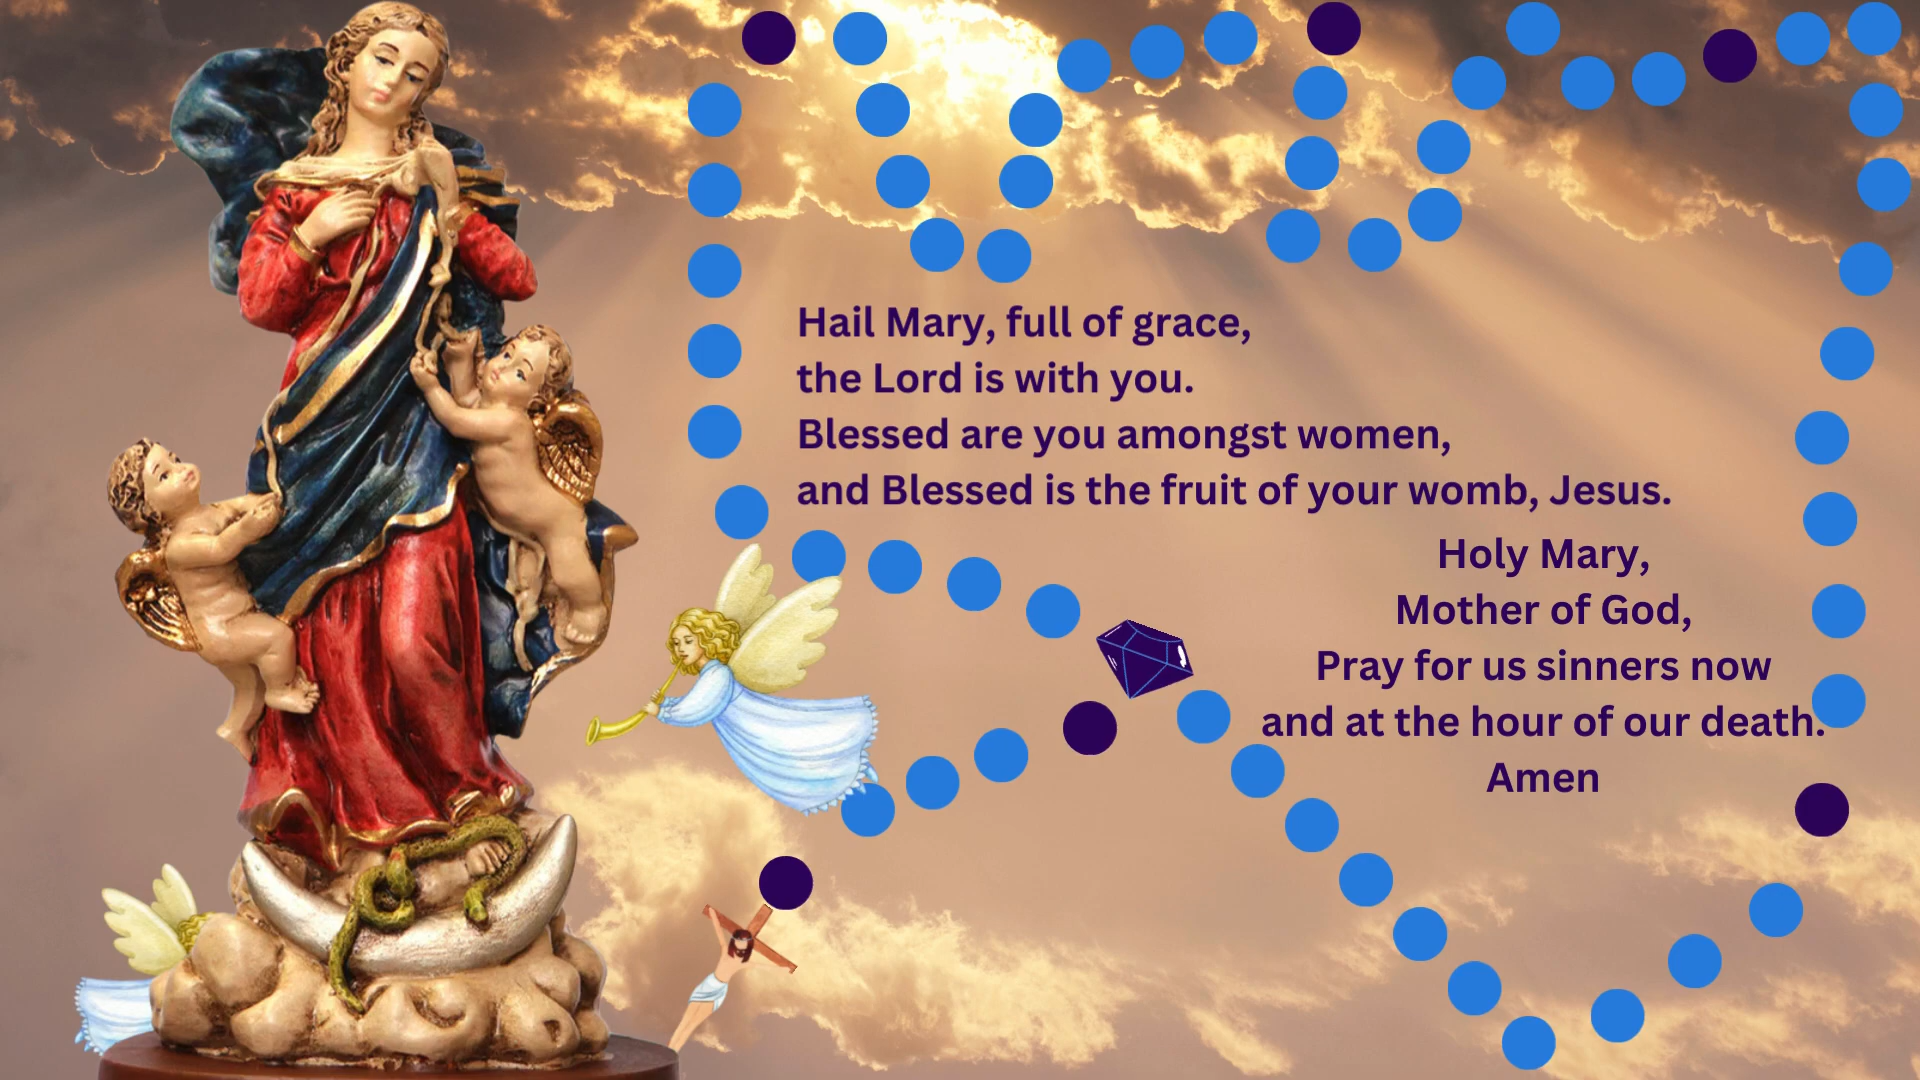 Hail Mary, full of grace,
the Lord is with you.
Blessed are you amongst women,
and Blessed is the fruit of your womb, Jesus.
Holy Mary,
Mother of God,
Pray for us sinners now
and at the hour of our death.
Amen